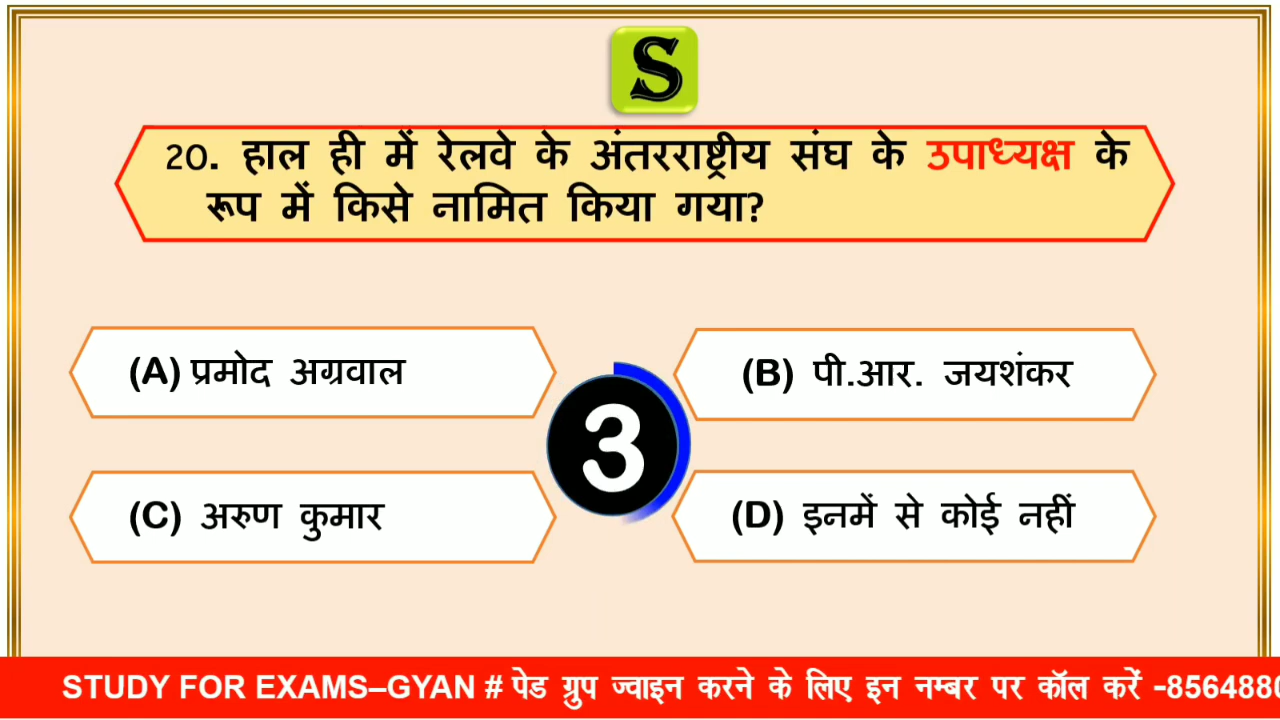 S
20. हाल ही में रेलवे के अंतरराष्ट्रीय संघ के उपाध्यक्ष के
रूप में किसे नामित किया गया?
(A) प्रमोद अग्रवाल
(B) पी.आर. जयशंकर
3
(C) अरुण कुमार
(D) इनमें से कोई नहीं
STUDY FOR EXAMS–GYAN # पेड ग्रुप ज्वाइन करने के लिए इन नम्बर पर कॉल करें -8564880